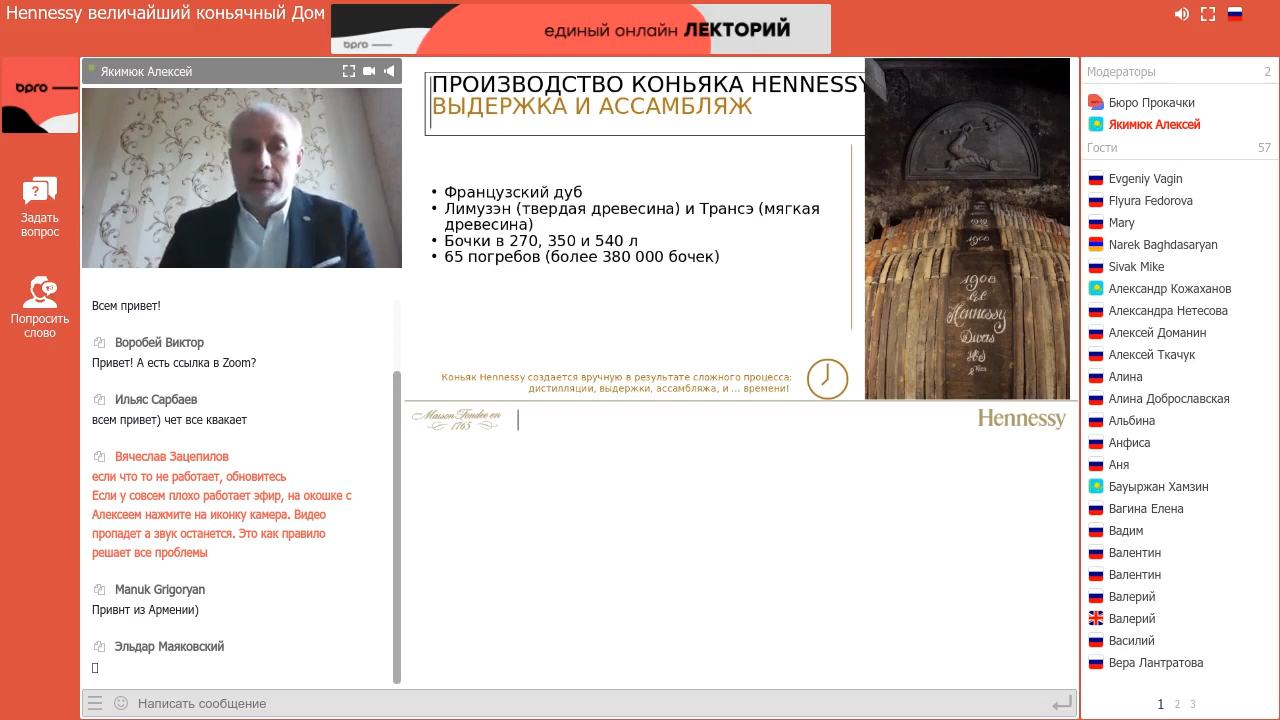 Hennessy величайший коньячный Дом
bpro
единый онлайн ЛЕКТОРИЙ
bpro
Задать
вопрос
Попросить
слово
Якимюк Алексей
Всем привет!
Воробей Виктор
Привет! А есть ссылка в Zoom?
Ильяс Сарбаев
всем привет) чет все квакает
Вячеслав Зацепилов
если что то не работает, обновитесь
Если у совсем плохо работает эфир, на окошке с
Алексеем нажмите на иконку камера. Видео
пропадет а звук останется. Это как правило
решает все проблемы
Manuk Grigoryan
Привнт из Армении)
Эльдар Маяковский
Написать сообщение
ПРОИЗВОДСТВО КОНЬЯКА HENNESSY
ВЫДЕРЖКА И АССАМБЛЯЖ
• Французский дуб
• Лимузэн (твердая древесина) и Трансэ (мягкая
древесина)
• Бочки в 270, 350 и 540 л
• 65 погребов (более 380 000 бочек)
Коньяк Hennessy создается вручную в результате сложного процесса:
дистилляции, выдержки, ассамбляжа, и ... времени!
1900
1900
Hennessy
Divers
Maison Fondée en
1765
Hennessy
Модераторы 2
Бюро Прокачки
Якимюк Алексей
Гости 57
Evgeniy Vagin
Flyura Fedorova
Mary
Narek Baghdasaryan
Sivak Mike
Александр Кожаханов
Александра Нетесова
Алексей Доманин
Алексей Ткачук
Алина
Алина Доброславская
Альбина
Анфиса
Аня
Бауыржан Хамзин
Вагина Елена
Вадим
Валентин
Валентин
Валерий
Валерий
Василий
Вера Лантратова
1 2 3